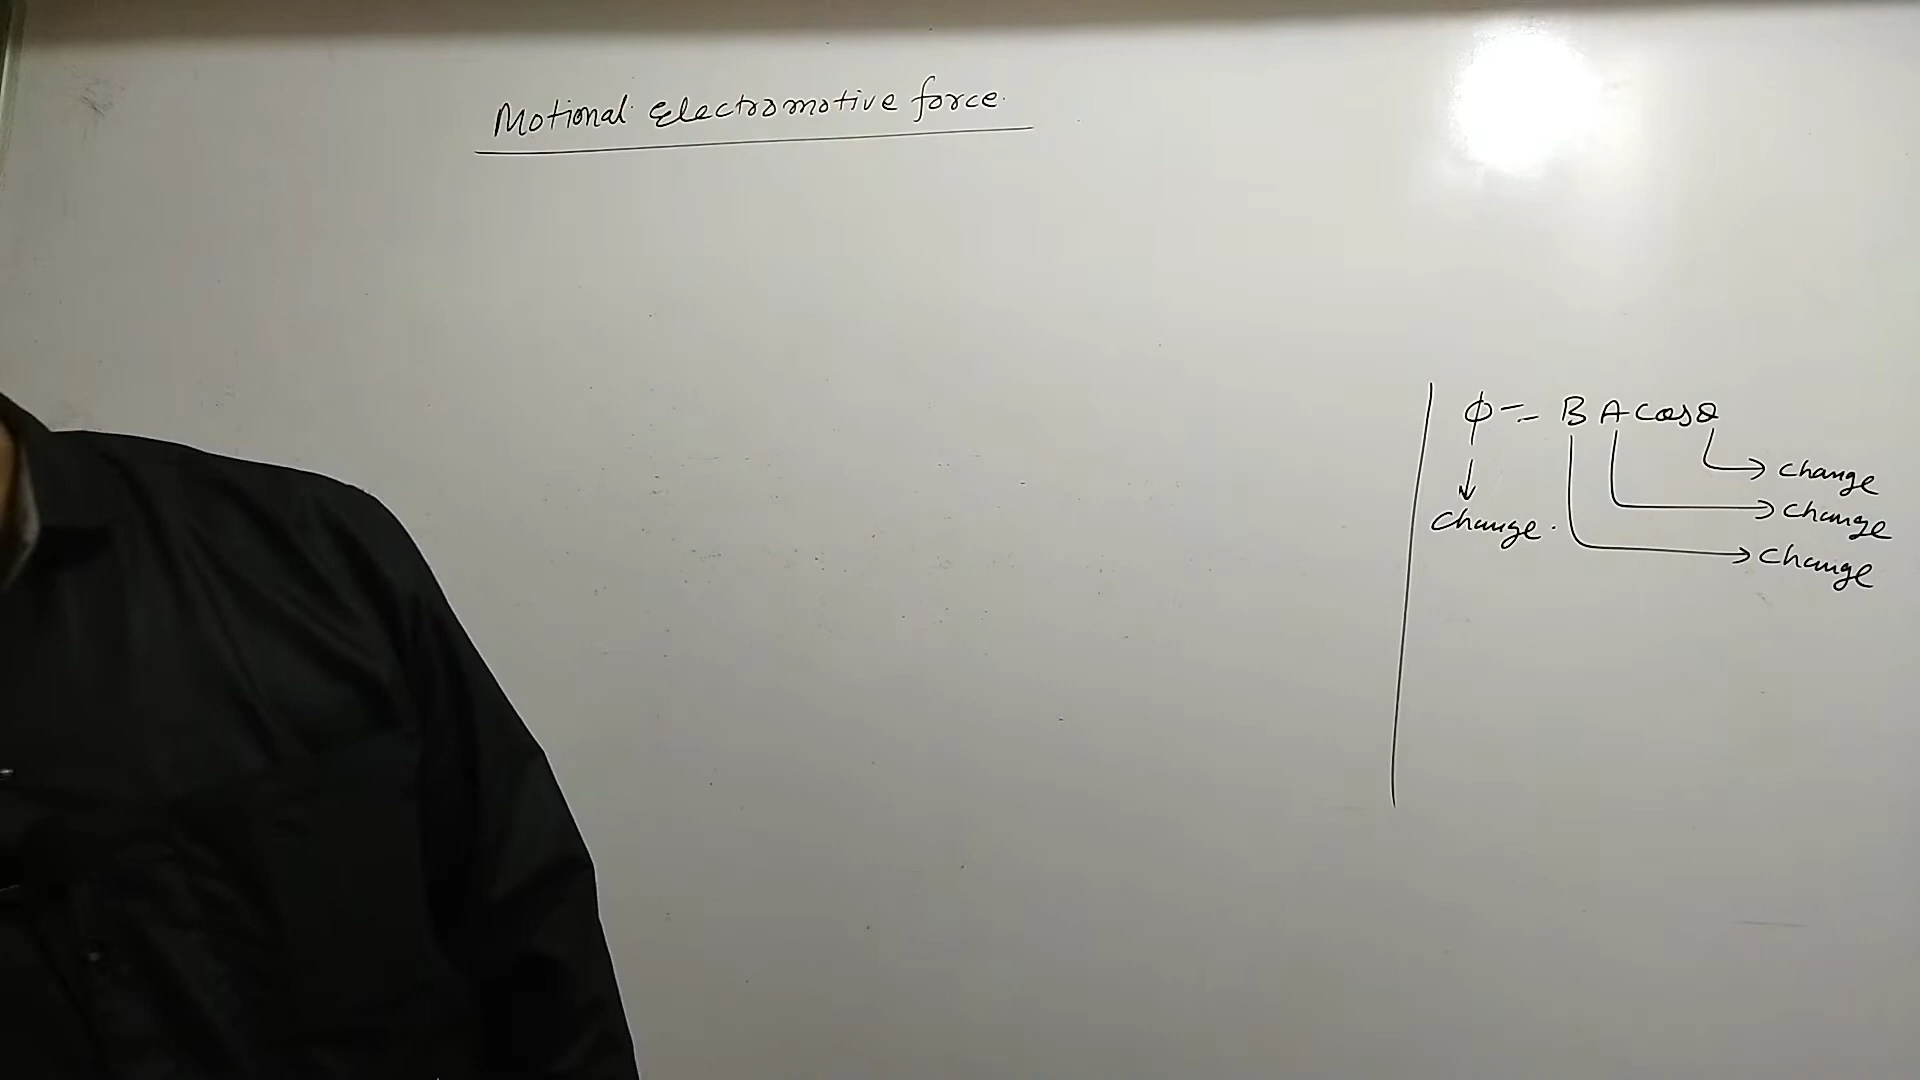 Motional Electromotive force.
ϕ = B A cosθ
change
change
change.
change